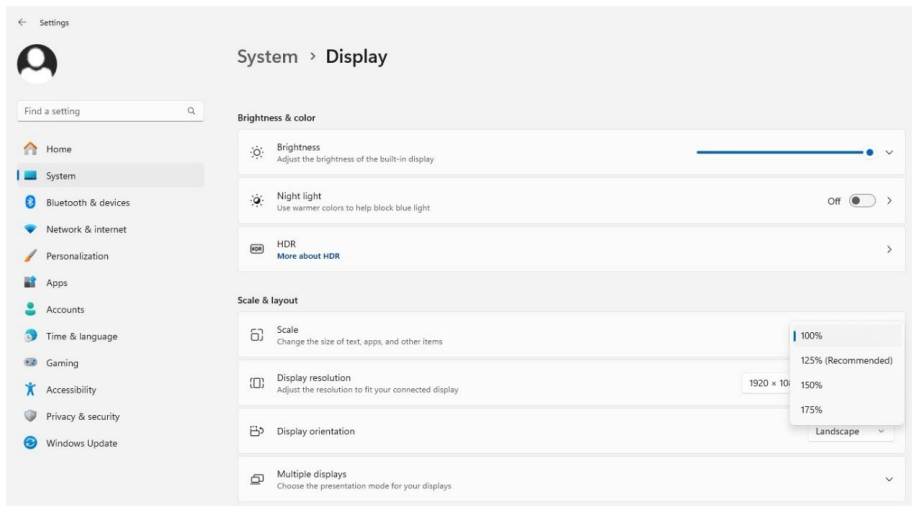 Settings
System > Display
Find a setting
Home
System
Bluetooth & devices
Network & internet
Personalization
Apps
Accounts
Time & language
Gaming
Accessibility
Privacy & security
Windows Update
Brightness & color
Brightness
Adjust the brightness of the built-in display
Night light
Use warmer colors to help block blue light
Off
HDR
HDR
More about HDR
Scale & layout
Scale
Change the size of text, apps, and other items
100%
125% (Recommended)
150%
175%
Display resolution
Adjust the resolution to fit your connected display
1920 ×
Display orientation
Landscape
Multiple displays
Choose the presentation mode for your displays